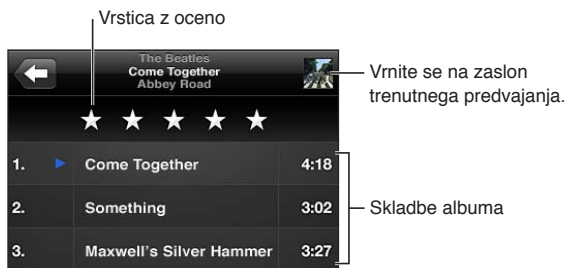 Vrstica z oceno
The Beatles
Come Together
Abbey Road
Vrnite se na zaslon
trenutnega predvajanja.
1. Come Together 4:18
2. Something 3:02
3. Maxwell's Silver Hammer 3:27
Skladbe albuma